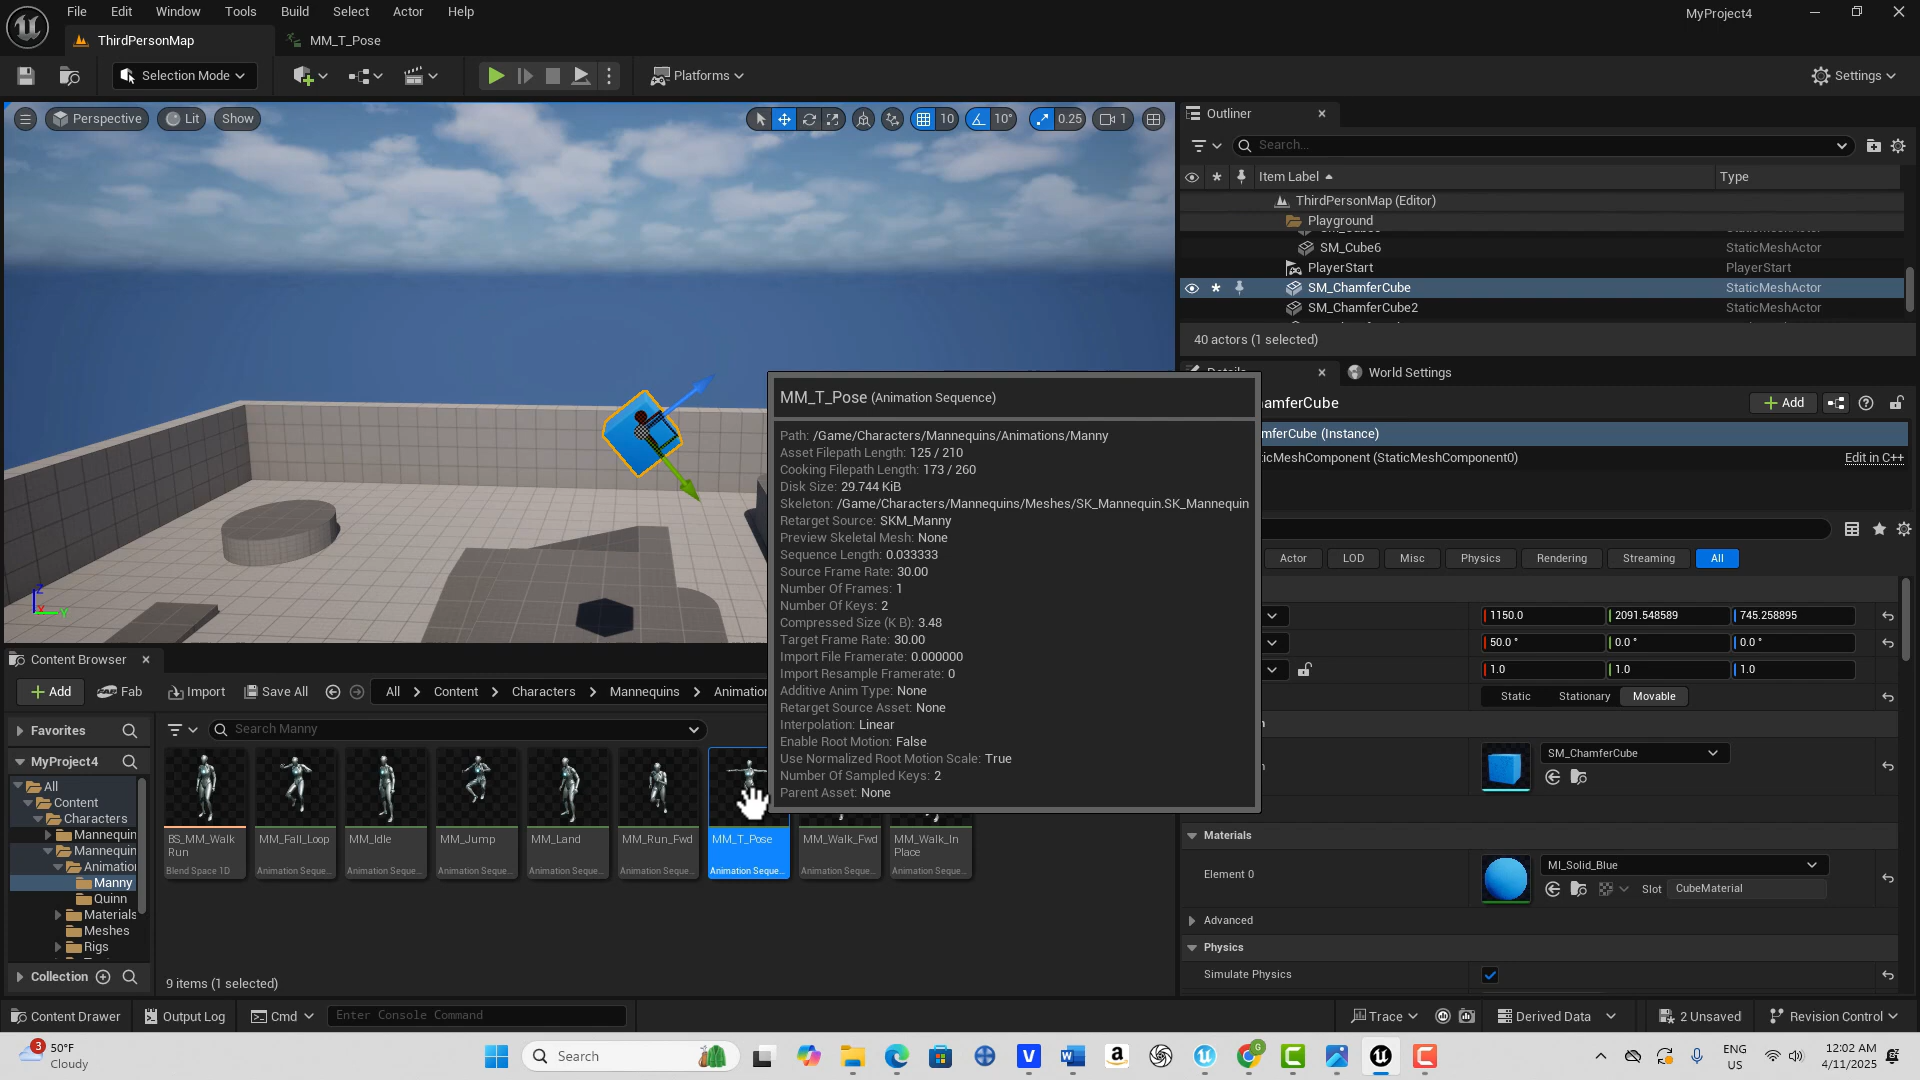 File Edit Window Tools Build Select Actor Help
MyProject4
ThirdPersonMap
MM_T_Pose
Selection Mode
Platforms
Settings
Perspective
Lit
Show
10
10°
0.25
1
Outliner
Search...
Item Label
Type
ThirdPersonMap (Editor)
Playground
SM_Cube6 StaticMeshActor
PlayerStart PlayerStart
SM_ChamferCube StaticMeshActor
SM_ChamferCube2 StaticMeshActor
40 actors (1 selected)
World Settings
MM_T_Pose (Animation Sequence)
Path: /Game/Characters/Mannequins/Animations/Manny
Asset Filepath Length: 125 / 210
Cooking Filepath Length: 173 / 260
Disk Size: 29.744 KiB
Skeleton: /Game/Characters/Mannequins/Meshes/SK_Mannequin.SK_Mannequin
Retarget Source: SKM_Manny
Preview Skeletal Mesh: None
Sequence Length: 0.033333
Source Frame Rate: 30.00
Number Of Frames: 1
Number Of Keys: 2
Compressed Size (K B): 3.48
Target Frame Rate: 30.00
Import File Framerate: 0.000000
Import Resample Framerate: 0
Additive Anim Type: None
Retarget Source Asset: None
Interpolation: Linear
Enable Root Motion: False
Use Normalized Root Motion Scale: True
Number Of Sampled Keys: 2
Parent Asset: None
amferCube
Add
mferCube (Instance)
ticMeshComponent (StaticMeshComponent0)
Edit in C++
Actor LOD Misc Physics Rendering Streaming All
1150.0 2091.548589 745.258895
50.0 ° 0.0 ° 0.0 °
1.0 1.0 1.0
Static Stationary Movable
SM_ChamferCube
Materials
Element 0
MI_Solid_Blue
Slot CubeMaterial
Advanced
Physics
Simulate Physics
Content Browser
Add Fab Import Save All
All Content Characters Mannequins Animation
Favorites
MyProject4
All
Content
Characters
Mannequin
Mannequin
Animation
Manny
Quinn
Materials
Meshes
Rigs
Collection
Search Manny
BS_MM_Walk
Run
Blend Space 1D
MM_Fall_Loop
Animation Seque...
MM_Idle
Animation Seque...
MM_Jump
Animation Seque...
MM_Land
Animation Seque...
MM_Run_Fwd
Animation Seque...
MM_T_Pose
Animation Seque...
MM_Walk_Fwd
Animation Seque...
MM_Walk_In
Place
Animation Seque...
9 items (1 selected)
Content Drawer Output Log Cmd Enter Console Command
Trace Derived Data 2 Unsaved Revision Control
3
50°F
Cloudy
Search
ENG
US
12:02 AM
4/11/2025